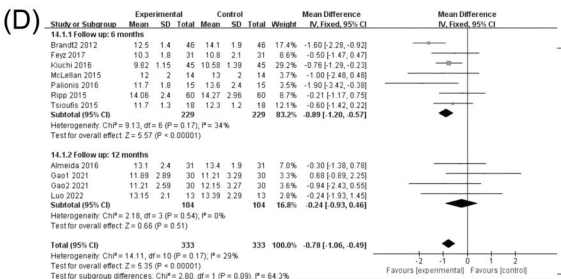 (D)
Experimental Control Mean Difference Mean Difference
Study or Subgroup Mean SD Total Mean SD Total Weight IV, Fixed, 95% CI IV, Fixed, 95% CI
14.1.1 Follow up: 6 months
Brandt2 2012 12.5 1.4 46 14.1 1.9 46 17.4% -1.60 [-2.28, -0.92]
Feyz 2017 10.3 1.8 31 10.8 2.1 31 8.5% -0.50 [-1.47, 0.47]
Kiuchi 2016 9.82 1.15 45 10.58 1.39 45 29.2% -0.76 [-1.29, -0.23]
McLellan 2015 12 2 14 13 2 14 3.7% -1.00 [-2.48, 0.48]
Palionis 2016 11.7 1.8 15 13.6 2.4 15 3.5% -1.90 [-3.42, -0.38]
Ripp 2015 14.06 2.4 60 14.27 2.96 60 8.7% -0.21 [-1.17, 0.75]
Tsioufis 2015 11.7 1.3 18 12.3 1.2 18 -0.60 [-1.42, 0.22]
Subtotal (95% CI) 229 229 83.2% -0.89 [-1.20, -0.57]
Heterogeneity: Chi² = 9.13, df = 6 (P = 0.17); I² = 34%
Test for overall effect: Z = 5.57 (P < 0.00001)
14.1.2 Follow up: 12 months
Almeida 2016 13.1 2.4 31 13.4 1.9 31 -0.30 [-1.38, 0.78]
Gao1 2021 11.89 2.89 30 11.21 3.29 30 0.68 [-0.89, 2.25]
Gao2 2021 11.21 2.59 30 12.15 3.27 30 -0.94 [-2.43, 0.55]
Luo 2022 13.15 2.1 13 13.39 2.29 13 -0.24 [-1.93, 1.45]
Subtotal (95% CI) 104 104 16.8% -0.24 [-0.93, 0.46]
Heterogeneity: Chi² = 2.18, df = 3 (P = 0.54); I² = 0%
Test for overall effect: Z = 0.66 (P = 0.51)
Total (95% CI) 333 333 100.0% -0.78 [-1.06, -0.49]
Heterogeneity: Chi² = 14.11, df = 10 (P = 0.17); I² = 29%
Test for overall effect: Z = 5.35 (P < 0.00001)
Test for subgroup differences: Chi² = 2.80, df = 1 (P = 0.09), I² = 64.3%
-4 -2 0 2 4
Favours [experimental] Favours [control]